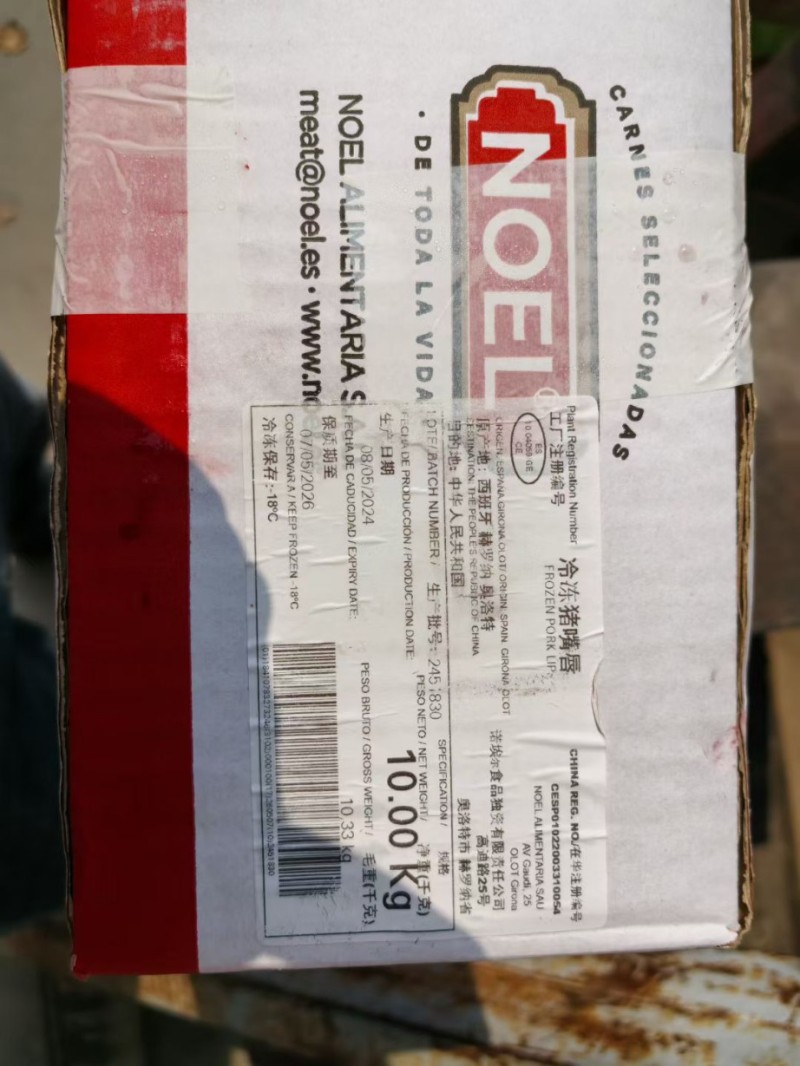 CARNES SELECCIONADAS
NOEL
· DE TODA LA VIDA
NOEL ALIMENTARIA S.A
meat@noel.es · www.no
Plant Registration Number
工厂注册编号
ES
10.04059 GE
CE
冷冻猪嘴唇
FROZEN PORK LIPS
CHINA REG. NO./在华注册编号
CESP01022003310054
NOEL ALIMENTARIA SAU
AV Gaudi, 25
OLOT Girona
ORIGEN: ESPANA GIRONA OLOT/ ORIGIN: SPAIN GIRONA OLOT
原产地: 西班牙 赫罗纳 奥洛特
DESTINATION: THE PEOPLE'S REPUBLIC OF CHINA
目的地: 中华人民共和国
诺埃尔食品独资有限责任公司
高迪路25号
奥洛特市 赫罗纳省
LOTE/BATCH NUMBER / 生产批号:
SPECIFICATION / 规格
FECHA DE PRODUCCIÓN / PRODUCTION DATE:
生产日期
08/05/2024
PESO NETO / NET WEIGHT/ 净重(千克)
10.00 Kg
FECHA DE CADUCIDAD / EXPIRY DATE:
保质期至
07/05/2026
PESO BRUTO / GROSS WEIGHT / 毛重(千克)
10,33 kg
CONSERVAR A / KEEP FROZEN -18ºC
冷冻保存: -18ºC